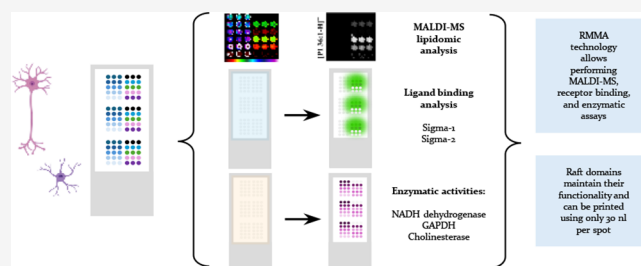 [PI_Me[1-M]⁻
MALDI-MS
lipidomic
analysis
Ligand binding
analysis
Sigma-1
Sigma-2
Enzymatic activities:
NADH dehydrogenase
GAPDH
Cholinesterase
RMMA
technology
allows
performing
MALDI-MS,
receptor binding,
and enzymatic
assays
Raft domains
maintain their
functionality and
can be printed
using only 30 nl
per spot